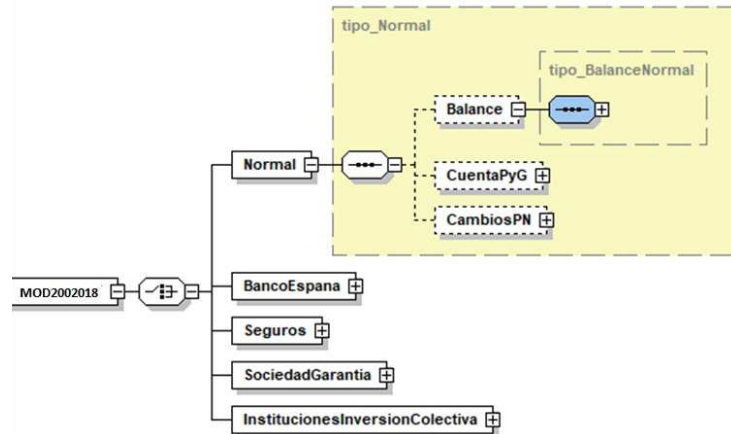 tipo_Normal
tipo_BalanceNormal
Balance
Normal
CuentaPyG
CambiosPN
MOD2002018
BancoEspana
Seguros
SociedadGarantia
InstitucionesInversionColectiva